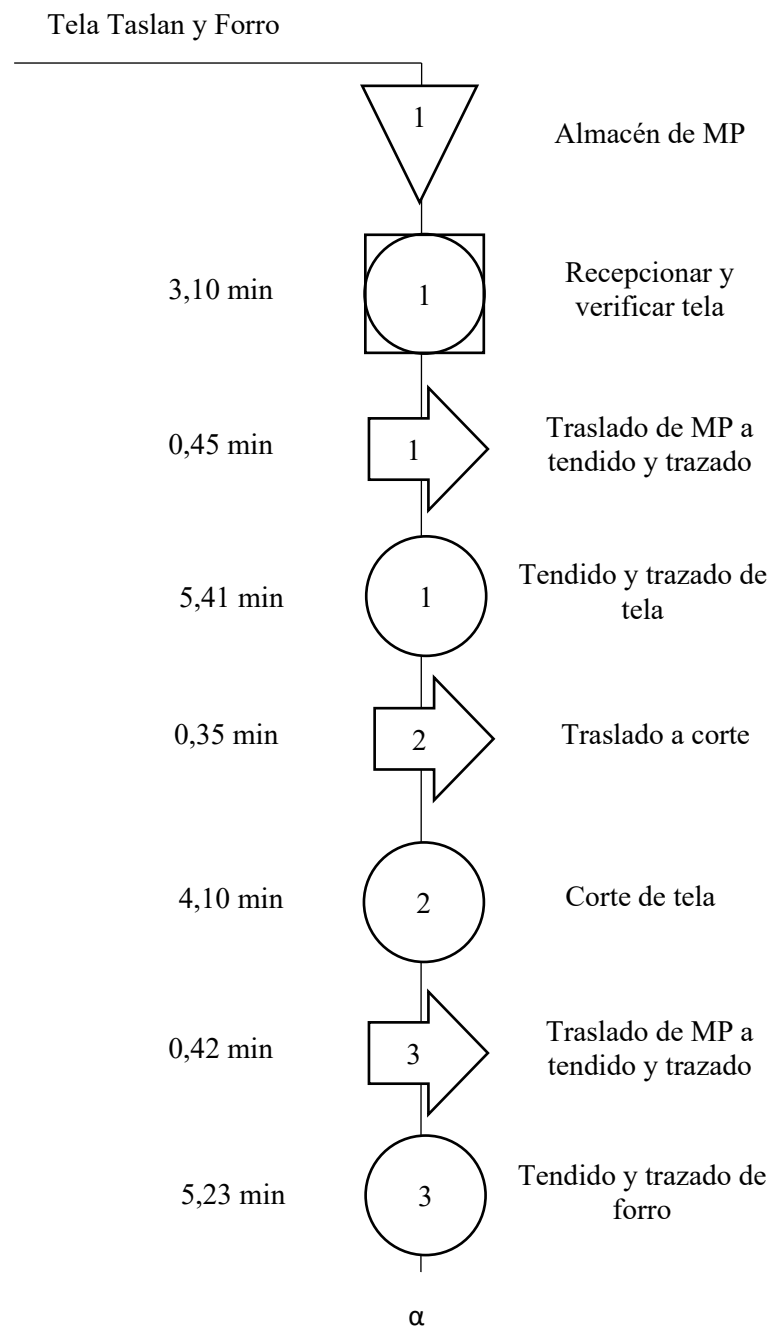 Tela Taslan y Forro
1
Almacén de MP
3,10 min
1
Recepcionar y
verificar tela
0,45 min
1
Traslado de MP a
tendido y trazado
5,41 min
1
Tendido y trazado de
tela
0,35 min
2
Traslado a corte
4,10 min
2
Corte de tela
0,42 min
3
Traslado de MP a
tendido y trazado
5,23 min
3
Tendido y trazado de
forro
α